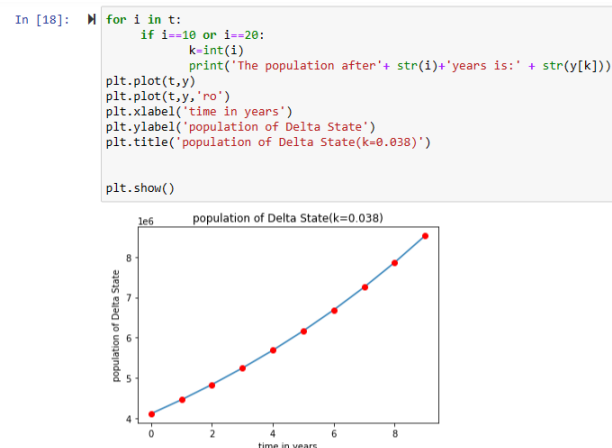 In [18]:
for i in t:
if i==10 or i==20:
k=int(i)
print('The population after'+ str(i)+'years is:' + str(y[k]))
plt.plot(t,y)
plt.plot(t,y,'ro')
plt.xlabel('time in years')
plt.ylabel('population of Delta State')
plt.title('population of Delta State(k=0.038)')
plt.show()
1e6
population of Delta State(k=0.038)
8
7
6
5
4
population of Delta State
0 2 4 6 8
time in years